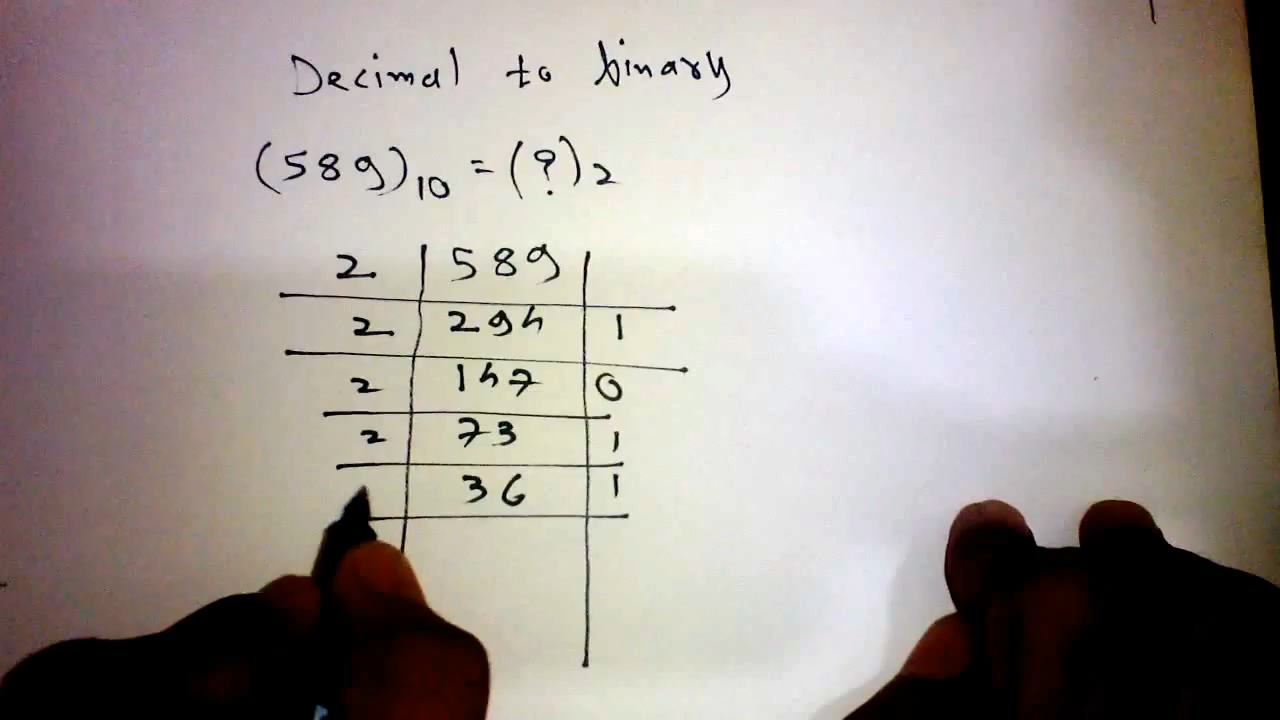 Decimal to binary
(589)10 = (?)2
2 589
2 294 1
2 147 0
2 73 1
36 1